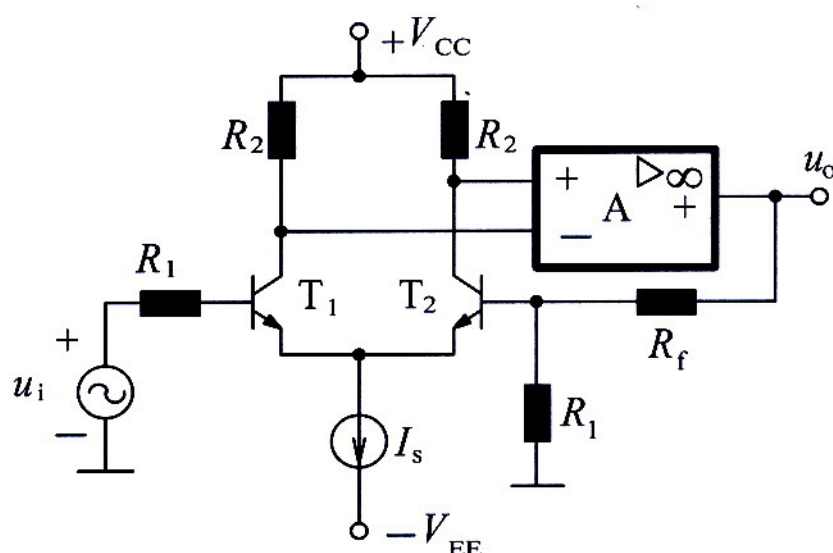 +V_CC
R_2
R_2
+
▷∞
u_o
A
+
−
R_1
T_1
T_2
+
u_i
−
R_f
I_s
R_1
−V_EE